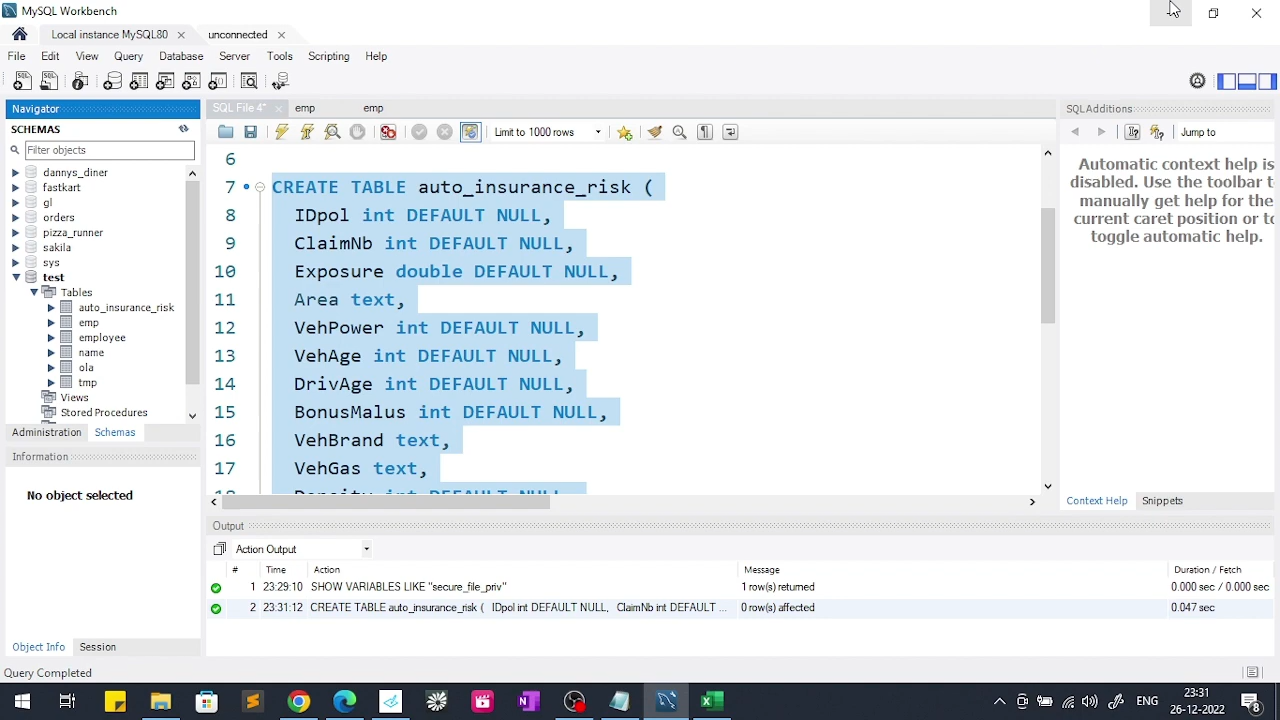 MySQL Workbench
Local instance MySQL80 unconnected
File Edit View Query Database Server Tools Scripting Help
Navigator SQL File 4* emp emp SQLAdditions
SCHEMAS
Filter objects
Limit to 1000 rows Jump to
dannys_diner
fastkart
gl
orders
pizza_runner
sakila
sys
test
Tables
auto_insurance_risk
emp
employee
name
ola
tmp
Views
Stored Procedures
Administration Schemas
Information
No object selected
Object Info Session
6
7 CREATE TABLE auto_insurance_risk (
8 IDpol int DEFAULT NULL,
9 ClaimNb int DEFAULT NULL,
10 Exposure double DEFAULT NULL,
11 Area text,
12 VehPower int DEFAULT NULL,
13 VehAge int DEFAULT NULL,
14 DrivAge int DEFAULT NULL,
15 BonusMalus int DEFAULT NULL,
16 VehBrand text,
17 VehGas text,
18 Density int DEFAULT NULL,
Automatic context help is
disabled. Use the toolbar t
manually get help for the
current caret position or to
toggle automatic help.
Context Help Snippets
Output
Action Output
# Time Action Message Duration / Fetch
1 23:29:10 SHOW VARIABLES LIKE "secure_file_priv" 1 row(s) returned 0.000 sec / 0.000 sec
2 23:31:12 CREATE TABLE auto_insurance_risk ( IDpol int DEFAULT NULL, ClaimNb int DEFAULT ... 0 row(s) affected 0.047 sec
Query Completed
ENG 23:31
26-12-2022 8